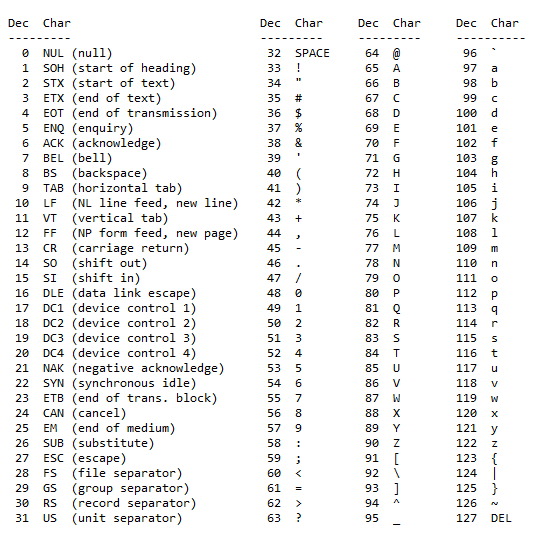 Dec  Char                           Dec  Char     Dec  Char     Dec  Char
---------                           ---------     ---------     ----------
  0  NUL (null)                      32  SPACE     64  @         96  `
  1  SOH (start of heading)          33  !         65  A         97  a
  2  STX (start of text)             34  "         66  B         98  b
  3  ETX (end of text)               35  #         67  C         99  c
  4  EOT (end of transmission)       36  $         68  D        100  d
  5  ENQ (enquiry)                   37  %         69  E        101  e
  6  ACK (acknowledge)               38  &         70  F        102  f
  7  BEL (bell)                      39  '         71  G        103  g
  8  BS  (backspace)                 40  (         72  H        104  h
  9  TAB (horizontal tab)            41  )         73  I        105  i
 10  LF  (NL line feed, new line)    42  *         74  J        106  j
 11  VT  (vertical tab)              43  +         75  K        107  k
 12  FF  (NP form feed, new page)    44  ,         76  L        108  l
 13  CR  (carriage return)           45  -         77  M        109  m
 14  SO  (shift out)                 46  .         78  N        110  n
 15  SI  (shift in)                  47  /         79  O        111  o
 16  DLE (data link escape)          48  0         80  P        112  p
 17  DC1 (device control 1)          49  1         81  Q        113  q
 18  DC2 (device control 2)          50  2         82  R        114  r
 19  DC3 (device control 3)          51  3         83  S        115  s
 20  DC4 (device control 4)          52  4         84  T        116  t
 21  NAK (negative acknowledge)      53  5         85  U        117  u
 22  SYN (synchronous idle)          54  6         86  V        118  v
 23  ETB (end of trans. block)       55  7         87  W        119  w
 24  CAN (cancel)                    56  8         88  X        120  x
 25  EM  (end of medium)             57  9         89  Y        121  y
 26  SUB (substitute)                58  :         90  Z        122  z
 27  ESC (escape)                    59  ;         91  [        123  {
 28  FS  (file separator)            60  <         92  \        124  |
 29  GS  (group separator)           61  =         93  ]        125  }
 30  RS  (record separator)          62  >         94  ^        126  ~
 31  US  (unit separator)            63  ?         95  _        127  DEL